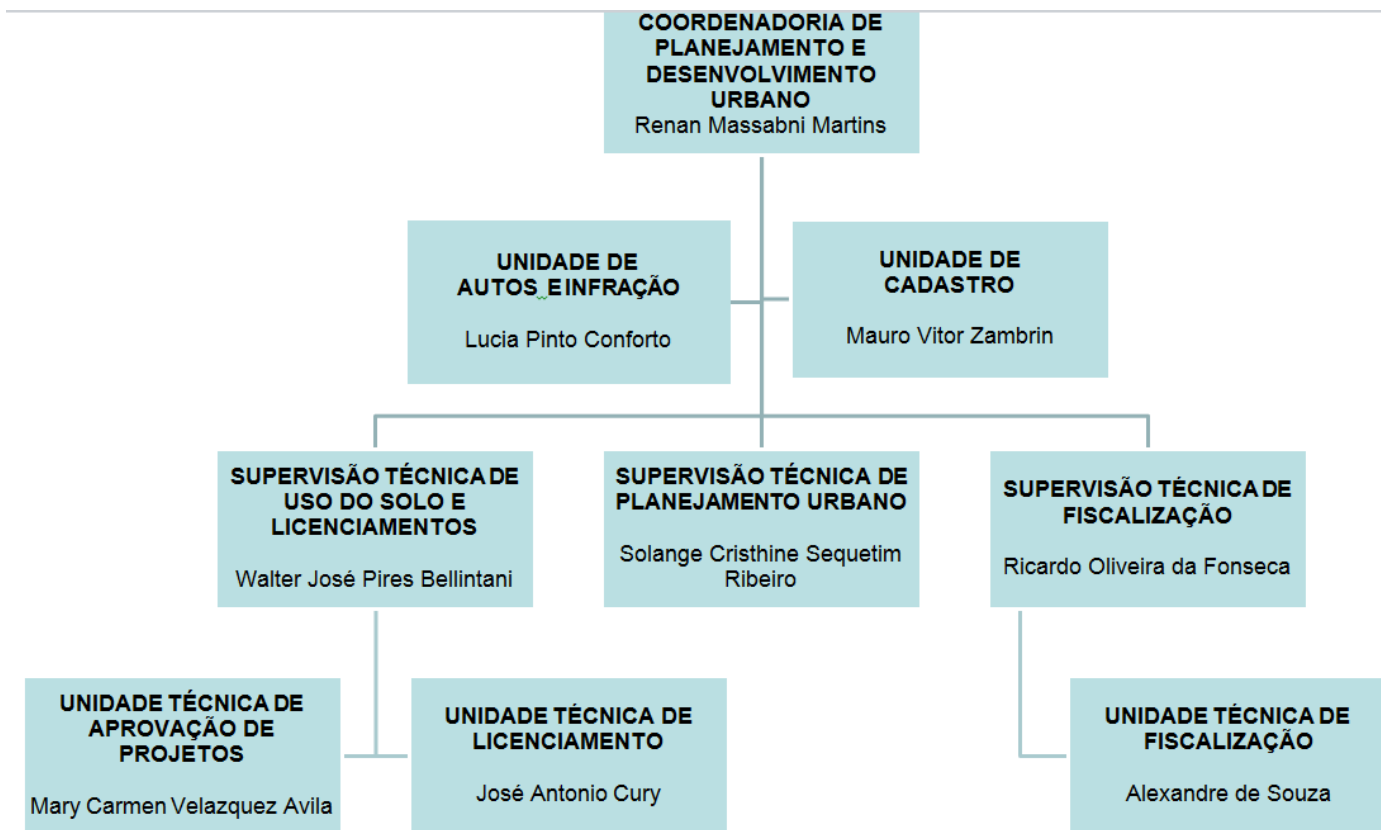 COORDENADORIA DE
PLANEJAMENTO E
DESENVOLVIMENTO
URBANO
Renan Massabni Martins
UNIDADE DE
AUTOS E INFRAÇÃO
Lucia Pinto Conforto
UNIDADE DE
CADASTRO
Mauro Vitor Zambrin
SUPERVISÃO TÉCNICA DE
USO DO SOLO E
LICENCIAMENTOS
Walter José Pires Bellintani
SUPERVISÃO TÉCNICA DE
PLANEJAMENTO URBANO
Solange Cristhine Sequetim
Ribeiro
SUPERVISÃO TÉCNICA DE
FISCALIZAÇÃO
Ricardo Oliveira da Fonseca
UNIDADE TÉCNICA DE
APROVAÇÃO DE
PROJETOS
Mary Carmen Velazquez Avila
UNIDADE TÉCNICA DE
LICENCIAMENTO
José Antonio Cury
UNIDADE TÉCNICA DE
FISCALIZAÇÃO
Alexandre de Souza